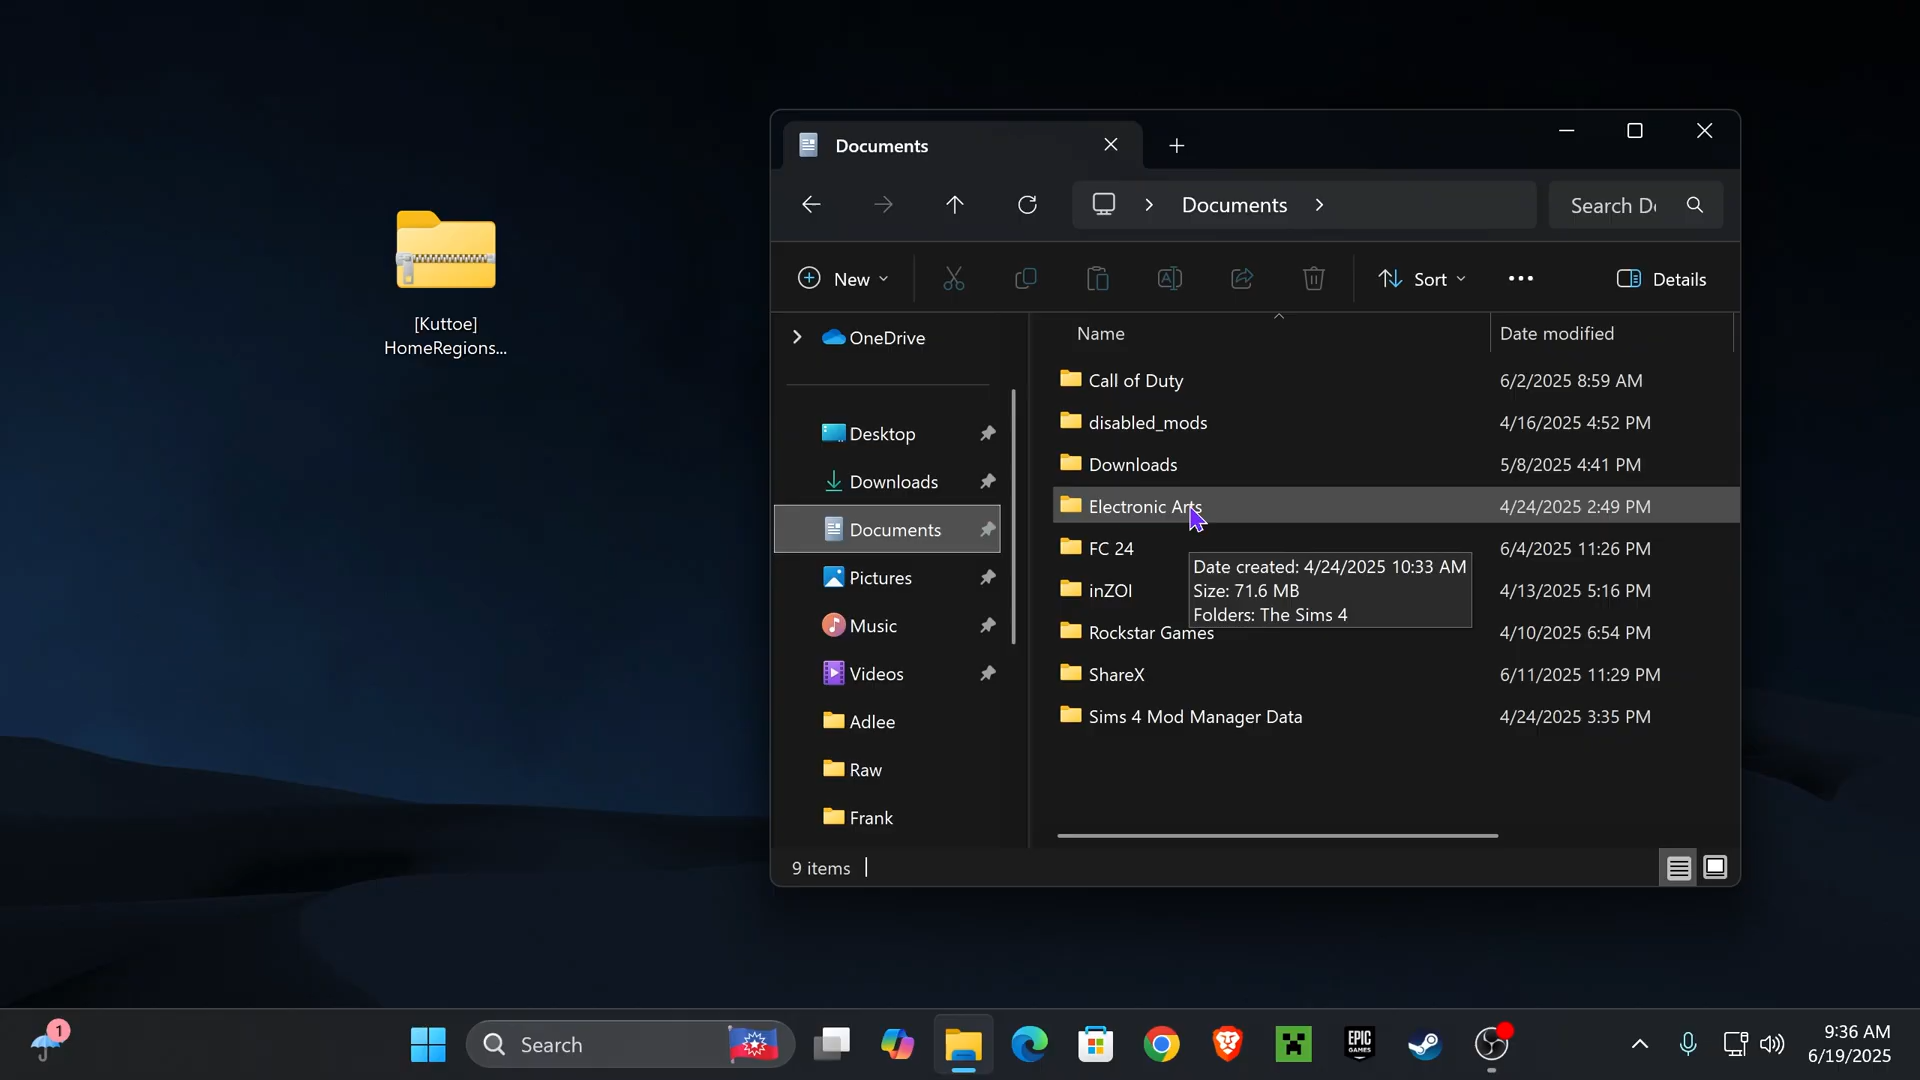 [Kuttoe]
HomeRegions...
Documents
Documents
Search D
New
Sort
Details
OneDrive
Desktop
Downloads
Documents
Pictures
Music
Videos
Adlee
Raw
Frank
Name
Date modified
Call of Duty
6/2/2025 8:59 AM
disabled_mods
4/16/2025 4:52 PM
Downloads
5/8/2025 4:41 PM
Electronic Arts
4/24/2025 2:49 PM
FC 24
6/4/2025 11:26 PM
Date created: 4/24/2025 10:33 AM
Size: 71.6 MB
Folders: The Sims 4
inZOI
4/13/2025 5:16 PM
Rockstar Games
4/10/2025 6:54 PM
ShareX
6/11/2025 11:29 PM
Sims 4 Mod Manager Data
4/24/2025 3:35 PM
9 items
1
Search
EPIC
GAMES
9:36 AM
6/19/2025